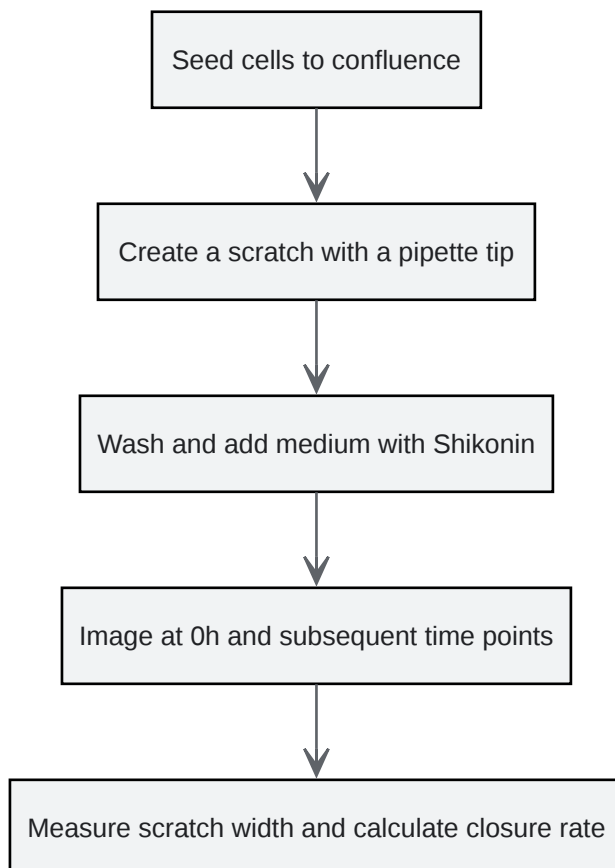 Seed cells to confluence
Create a scratch with a pipette tip
Wash and add medium with Shikonin
Image at 0h and subsequent time points
Measure scratch width and calculate closure rate